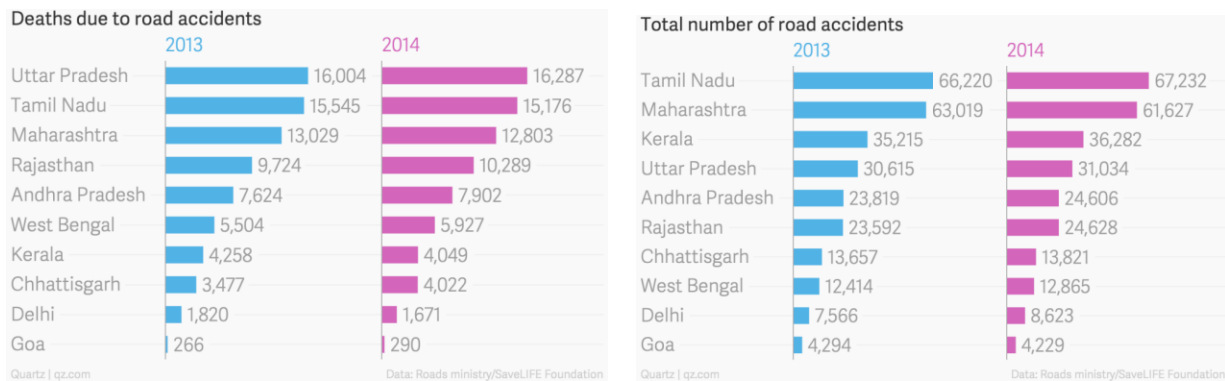 Deaths due to road accidents
2013 2014
Uttar Pradesh 16,004 16,287
Tamil Nadu 15,545 15,176
Maharashtra 13,029 12,803
Rajasthan 9,724 10,289
Andhra Pradesh 7,624 7,902
West Bengal 5,504 5,927
Kerala 4,258 4,049
Chhattisgarh 3,477 4,022
Delhi 1,820 1,671
Goa 266 290
Quartz | qz.com Data: Roads ministry/SaveLIFE Foundation
Total number of road accidents
2013 2014
Tamil Nadu 66,220 67,232
Maharashtra 63,019 61,627
Kerala 35,215 36,282
Uttar Pradesh 30,615 31,034
Andhra Pradesh 23,819 24,606
Rajasthan 23,592 24,628
Chhattisgarh 13,657 13,821
West Bengal 12,414 12,865
Delhi 7,566 8,623
Goa 4,294 4,229
Quartz | qz.com Data: Roads ministry/SaveLIFE Foundation